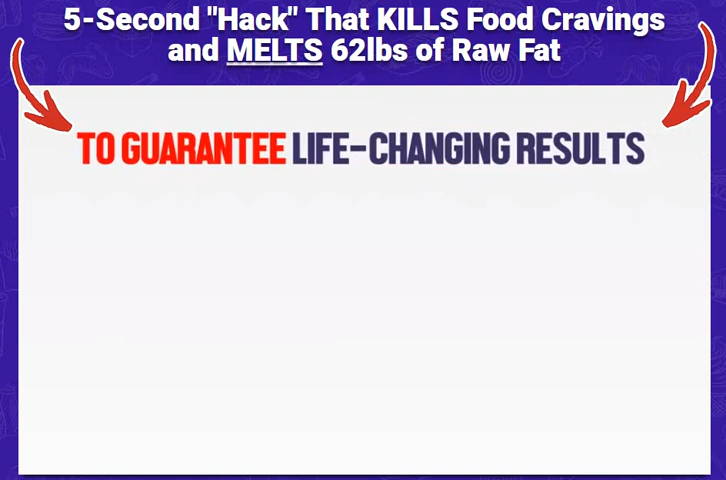 5-Second "Hack" That KILLS Food Cravings
and MELTS 62lbs of Raw Fat
TO GUARANTEE LIFE-CHANGING RESULTS